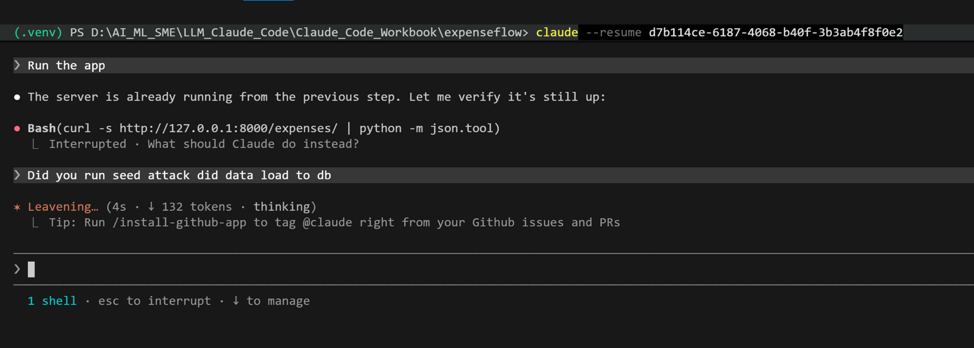 (.venv) PS D:\AI_ML_SME\LLM_Claude_Code\Claude_Code_Workbook\expenseflow> claude --resume d7b114ce-6187-4068-b40f-3b3ab4f8f0e2
❯ Run the app
● The server is already running from the previous step. Let me verify it's still up:
● Bash(curl -s http://127.0.0.1:8000/expenses/ | python -m json.tool)
⎿ Interrupted · What should Claude do instead?
❯ Did you run seed attack did data load to db
✶ Leavening… (4s · ↓ 132 tokens · thinking)
⎿ Tip: Run /install-github-app to tag @claude right from your Github issues and PRs
❯
1 shell · esc to interrupt · ↓ to manage